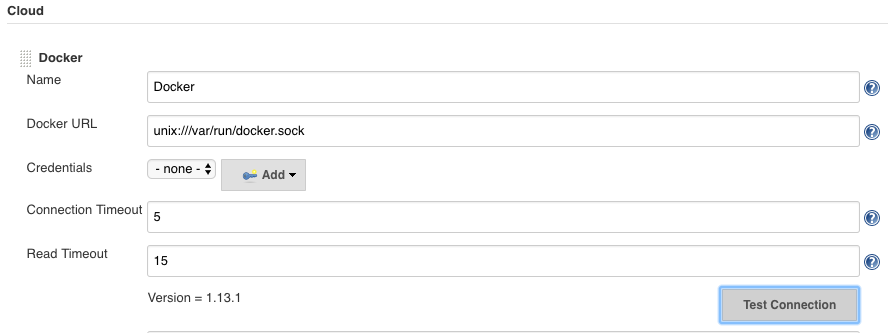 Cloud
Docker
Name
Docker
Docker URL
unix:///var/run/docker.sock
Credentials
- none -
Add
Connection Timeout
5
Read Timeout
15
Version = 1.13.1
Test Connection